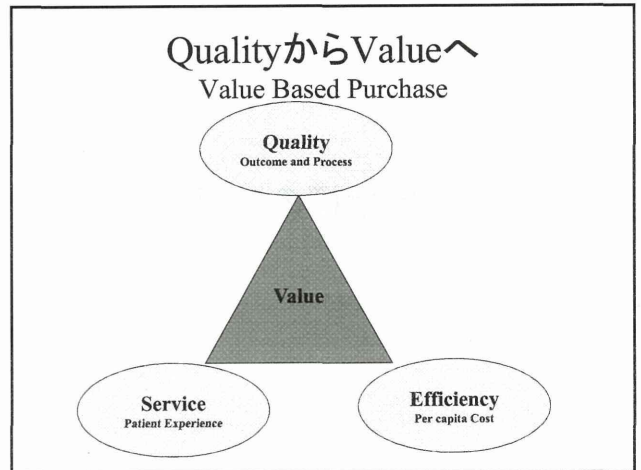 QualityからValueへ
Value Based Purchase
Quality
Outcome and Process
Value
Service
Patient Experience
Efficiency
Per capita Cost